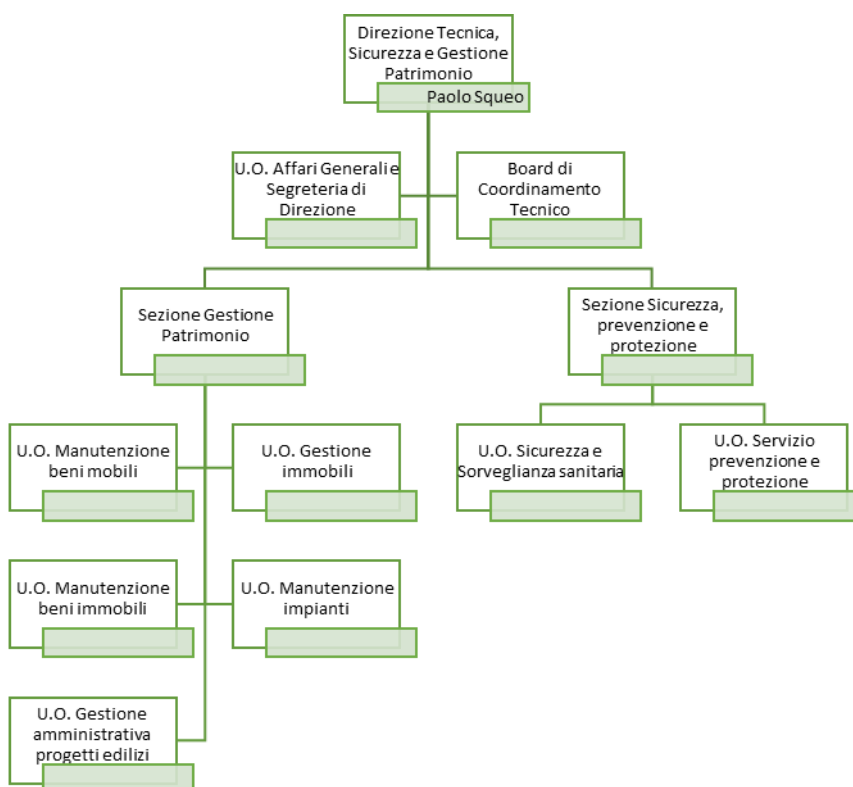 Direzione Tecnica,
Sicurezza e Gestione
Patrimonio
Paolo Squeo
U.O. Affari Generali e
Segreteria di
Direzione
Board di
Coordinamento
Tecnico
Sezione Gestione
Patrimonio
Sezione Sicurezza,
prevenzione e
protezione
U.O. Manutenzione
beni mobili
U.O. Gestione
immobili
U.O. Sicurezza e
Sorveglianza sanitaria
U.O. Servizio
prevenzione e
protezione
U.O. Manutenzione
beni immobili
U.O. Manutenzione
impianti
U.O. Gestione
amministrativa
progetti edilizi